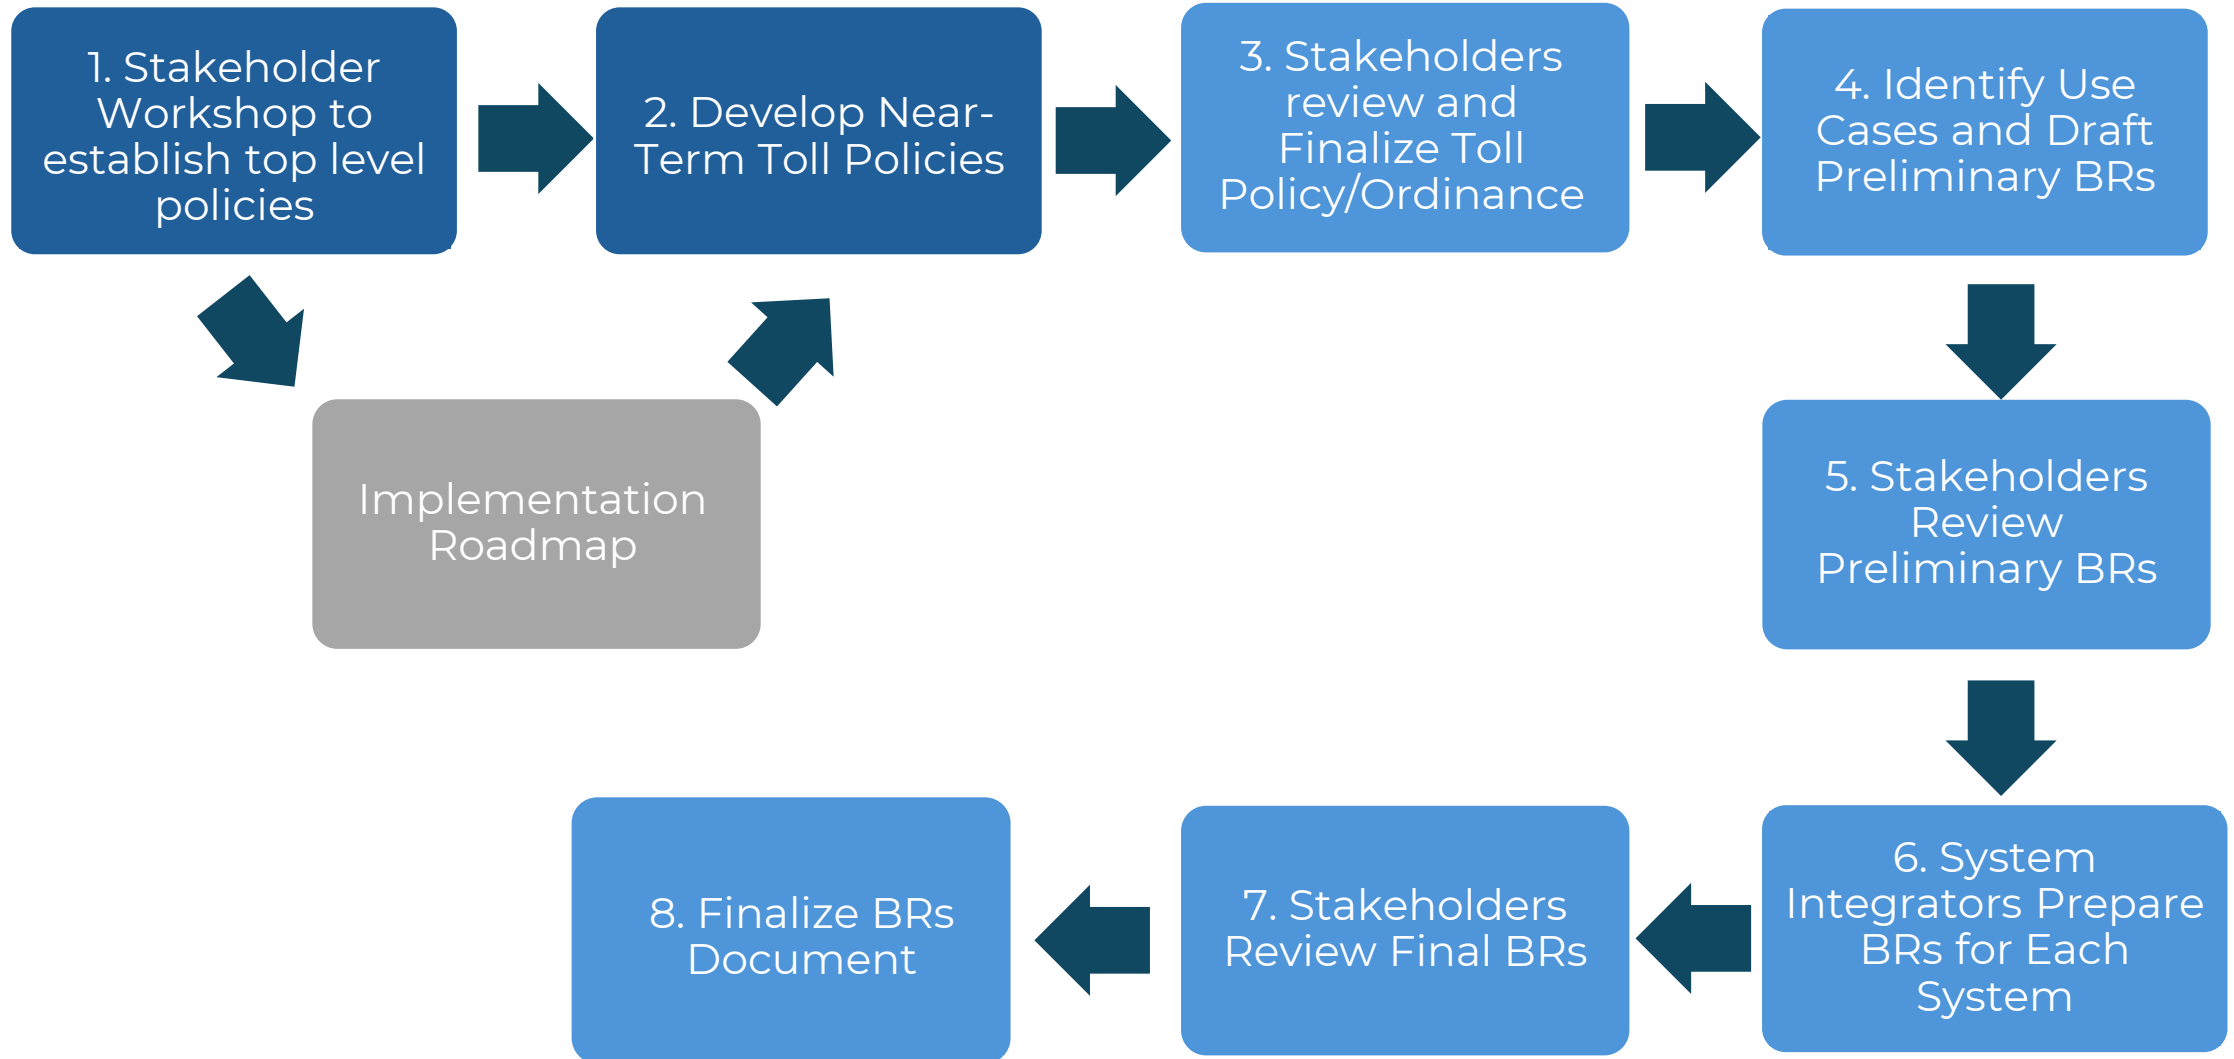 1. Stakeholder
Workshop to
establish top level
policies
2. Develop Near-
Term Toll Policies
3. Stakeholders
review and
Finalize Toll
Policy/Ordinance
4. Identify Use
Cases and Draft
Preliminary BRs
Implementation
Roadmap
5. Stakeholders
Review
Preliminary BRs
6. System
Integrators Prepare
BRs for Each
System
7. Stakeholders
Review Final BRs
8. Finalize BRs
Document